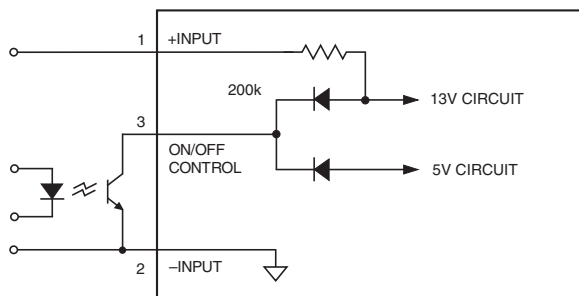 1
+INPUT
200k
13V CIRCUIT
3
ON/OFF
CONTROL
5V CIRCUIT
2
–INPUT